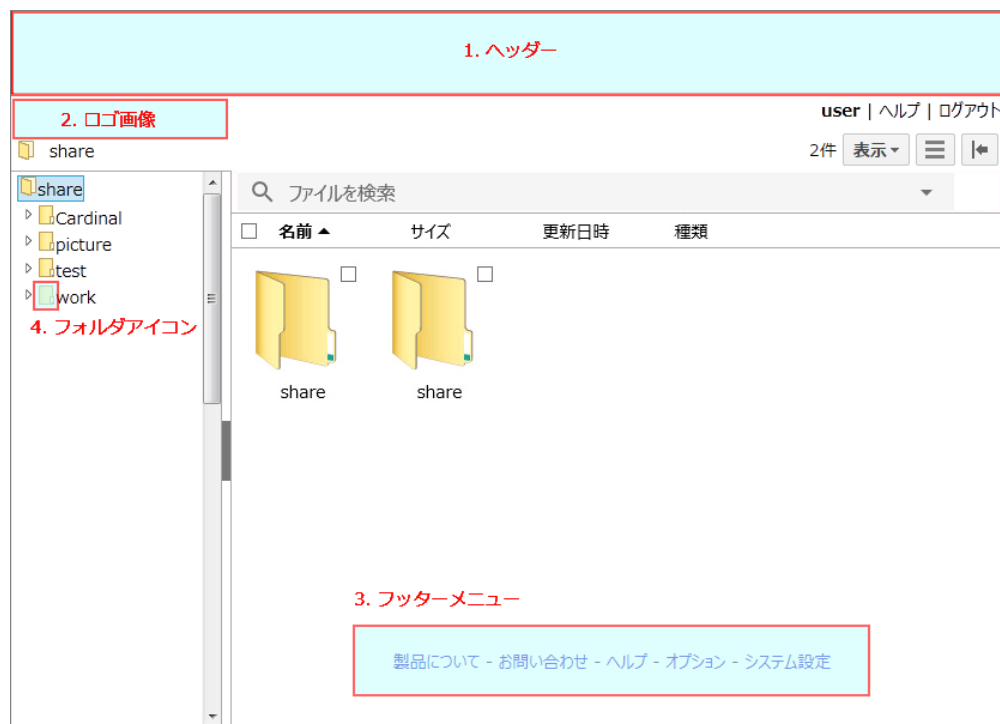 1. ヘッダー
2. ロゴ画像
user | ヘルプ | ログアウト
share
2件 表示
share
Cardinal
picture
test
work
4. フォルダアイコン
ファイルを検索
名前 サイズ 更新日時 種類
share share
3. フッターメニュー
製品について - お問い合わせ - ヘルプ - オプション - システム設定